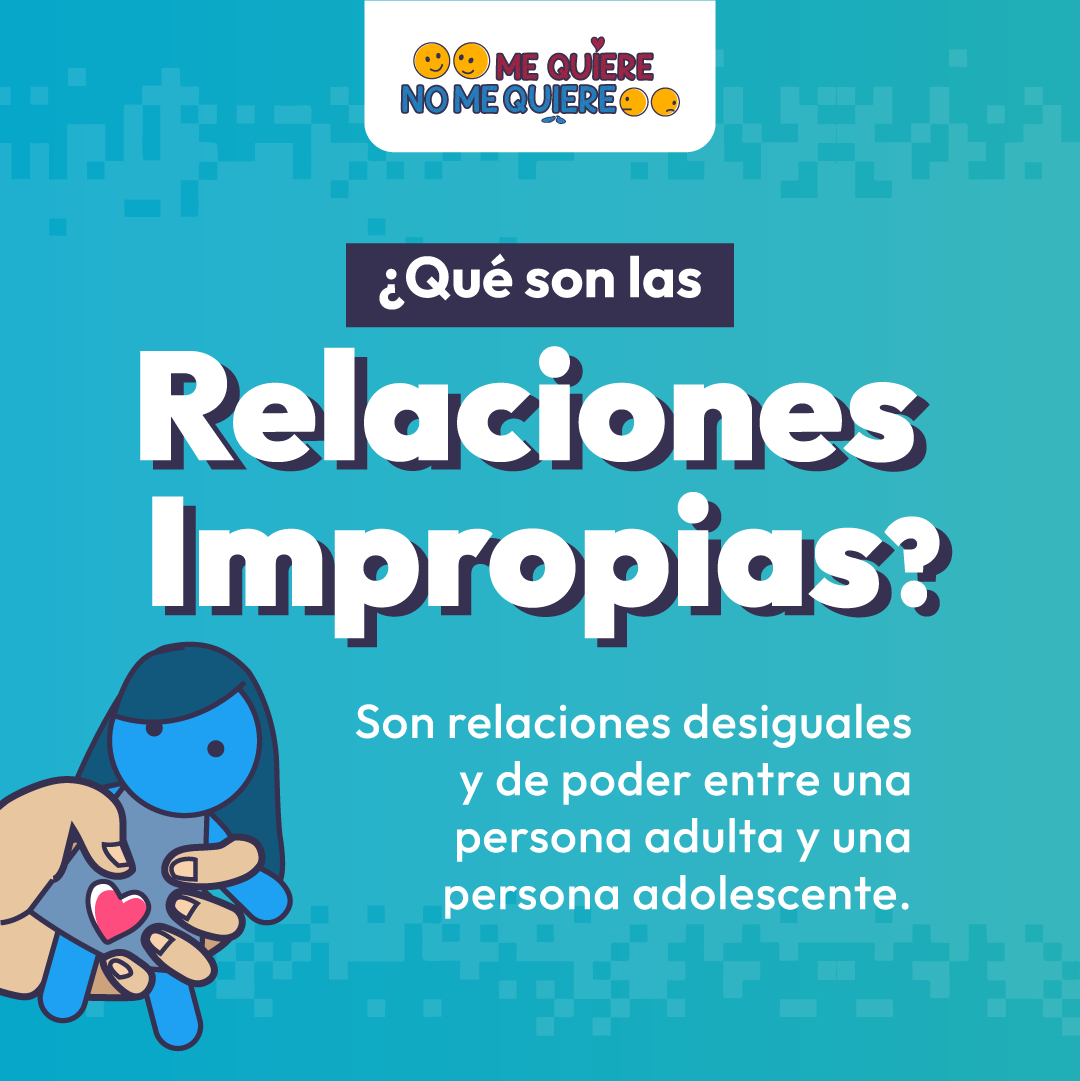 ME QUIERE
NO ME QUIERE
¿Qué son las
Relaciones
Impropias?
Son relaciones desiguales
y de poder entre una
persona adulta y una
persona adolescente.